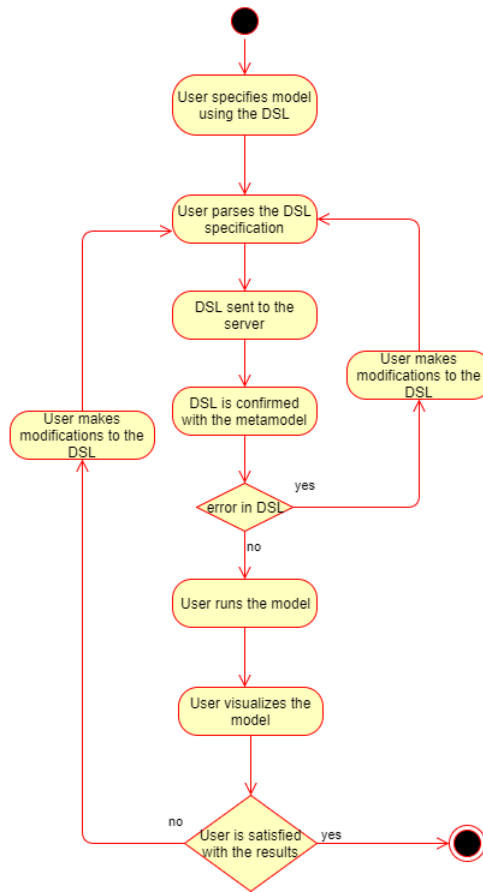 User specifies model
using the DSL
User parses the DSL
specification
DSL sent to the
server
User makes
modifications to the
DSL
DSL is confirmed
with the metamodel
User makes
modifications to the
DSL
yes
error in DSL
no
User runs the model
User visualizes the
model
no
User is satisfied
with the results
yes